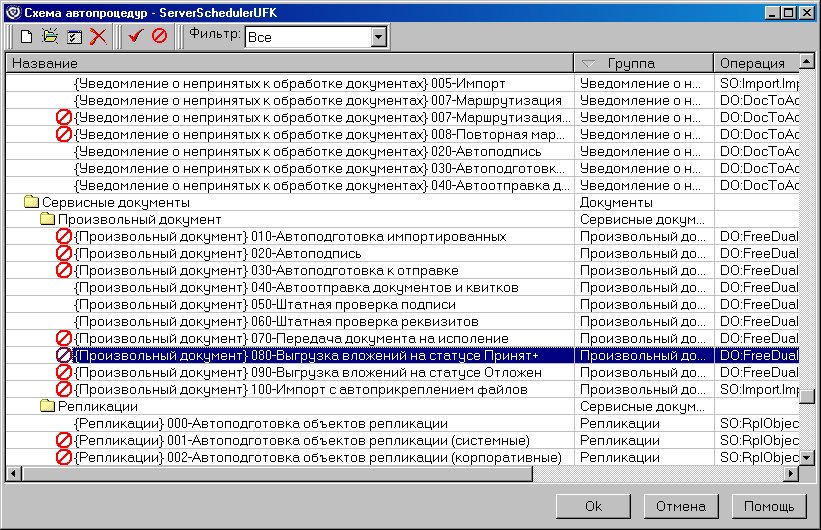 Схема автопроцедур - ServerSchedulerUFK
Фильтр: Все
Название Группа Операция
{Уведомление о непринятых к обработке документах} 005-Импорт Уведомление о н... SO:Import.Imp
{Уведомление о непринятых к обработке документах} 007-Маршрутизация Уведомление о н... DO:DocToAc
{Уведомление о непринятых к обработке документах} 007-Маршрутизация... Уведомление о н... DO:DocToAc
{Уведомление о непринятых к обработке документах} 008-Повторная мар... Уведомление о н... DO:DocToAc
{Уведомление о непринятых к обработке документах} 020-Автоподпись Уведомление о н... DO:DocToAc
{Уведомление о непринятых к обработке документах} 030-Автоподготовк... Уведомление о н... DO:DocToAc
{Уведомление о непринятых к обработке документах} 040-Автоотправка д... Уведомление о н... DO:DocToAc
Сервисные документы Документы
Произвольный документ Сервисные докум...
{Произвольный документ} 010-Автоподготовка импортированных Произвольный до... DO:FreeDual
{Произвольный документ} 020-Автоподпись Произвольный до... DO:FreeDual
{Произвольный документ} 030-Автоподготовка к отправке Произвольный до... DO:FreeDual
{Произвольный документ} 040-Автоотправка документов и квитков Произвольный до... DO:FreeDual
{Произвольный документ} 050-Штатная проверка подписи Произвольный до... DO:FreeDual
{Произвольный документ} 060-Штатная проверка реквизитов Произвольный до... DO:FreeDual
{Произвольный документ} 070-Передача документа на исполение Произвольный до... DO:FreeDual
{Произвольный документ} 080-Выгрузка вложений на статусе Принят+ Произвольный до... DO:FreeDual
{Произвольный документ} 090-Выгрузка вложений на статусе Отложен Произвольный до... DO:FreeDual
{Произвольный документ} 100-Импорт с автоприкреплением файлов Произвольный до... SO:Import.Imp
Репликации Сервисные докум...
{Репликации} 000-Автоподготовка объектов репликации Репликации SO:RplObjec
{Репликации} 001-Автоподготовка объектов репликации (системные) Репликации SO:RplObjec
{Репликации} 002-Автоподготовка объектов репликации (корпоративные) Репликации SO:RplObjec
Ok Отмена Помощь